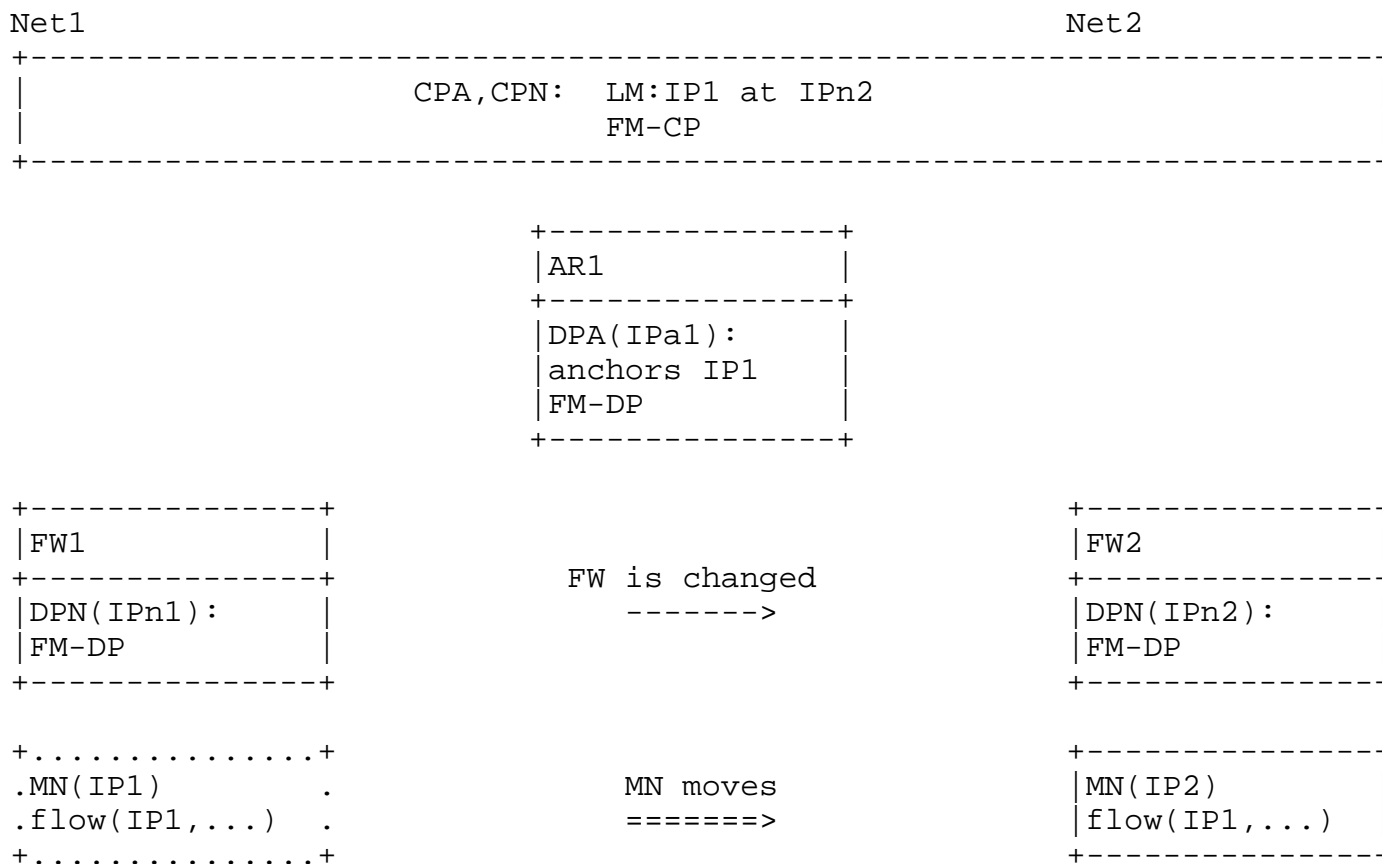 Net1 Net2
CPA,CPN: LM:IP1 at IPn2
FM-CP
AR1
DPA(IPa1):
anchors IP1
FM-DP
FW1 FW2
FW is changed
DPN(IPn1): -------> DPN(IPn2):
FM-DP FM-DP
.MN(IP1) . MN moves MN(IP2)
.flow(IP1,...) . =======> flow(IP1,...)